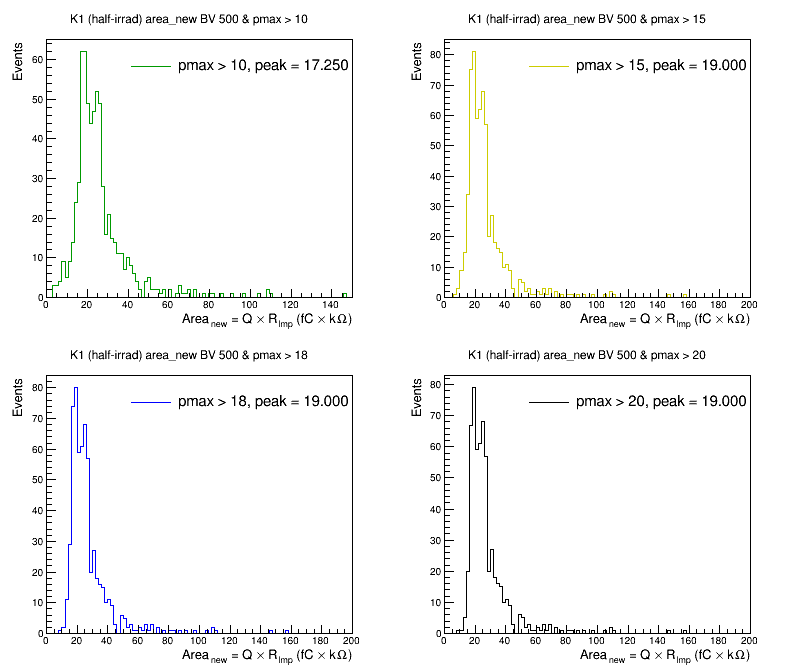 K1 (half-irrad) area_new BV 500 & pmax > 10
Events
pmax > 10, peak = 17.250
60
50
40
30
20
10
0
0 20 40 60 80 100 120 140
Area_new = Q × R_Imp (fC × kΩ)
K1 (half-irrad) area_new BV 500 & pmax > 15
Events
pmax > 15, peak = 19.000
80
70
60
50
40
30
20
10
0
0 20 40 60 80 100 120 140 160 180 200
Area_new = Q × R_Imp (fC × kΩ)
K1 (half-irrad) area_new BV 500 & pmax > 18
Events
pmax > 18, peak = 19.000
80
70
60
50
40
30
20
10
0
0 20 40 60 80 100 120 140 160 180 200
Area_new = Q × R_Imp (fC × kΩ)
K1 (half-irrad) area_new BV 500 & pmax > 20
Events
pmax > 20, peak = 19.000
80
70
60
50
40
30
20
10
0
0 20 40 60 80 100 120 140 160 180 200
Area_new = Q × R_Imp (fC × kΩ)